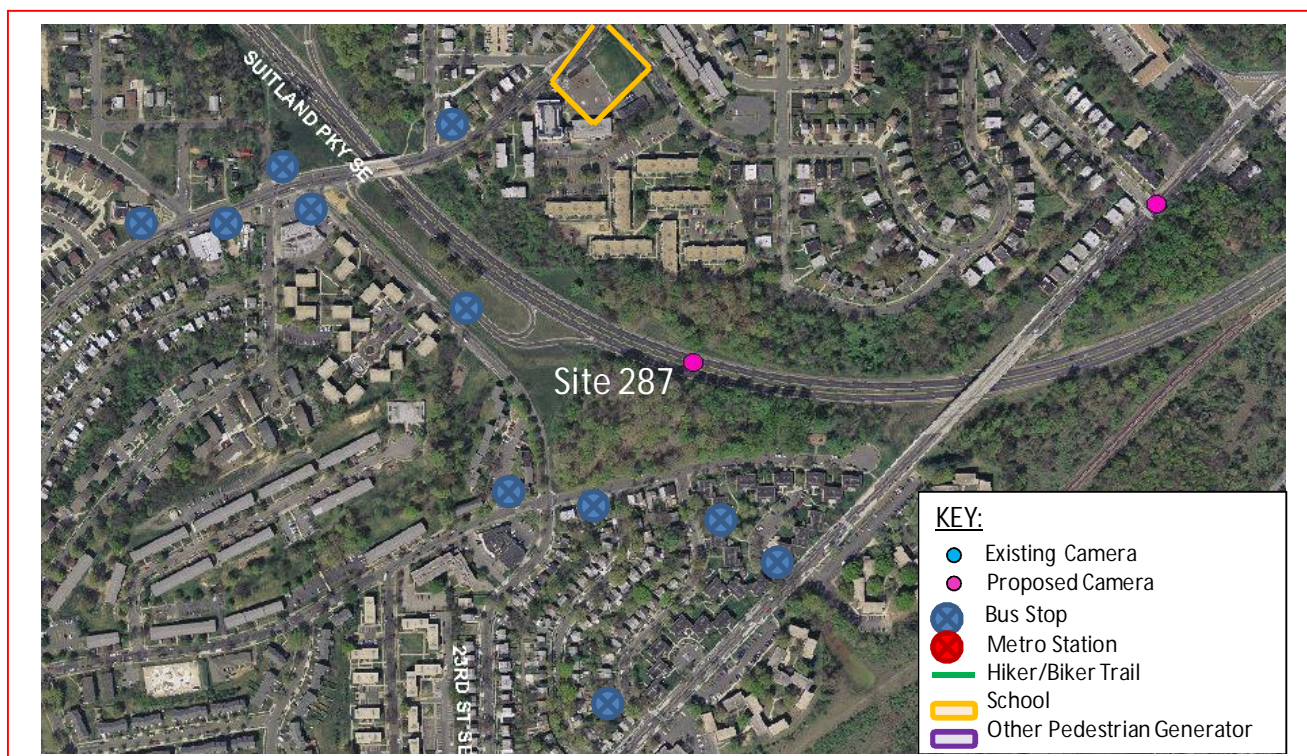 SUITLAND PKY SE
Site 287
23RD ST SE
KEY:
Existing Camera
Proposed Camera
Bus Stop
Metro Station
Hiker/Biker Trail
School
Other Pedestrian Generator